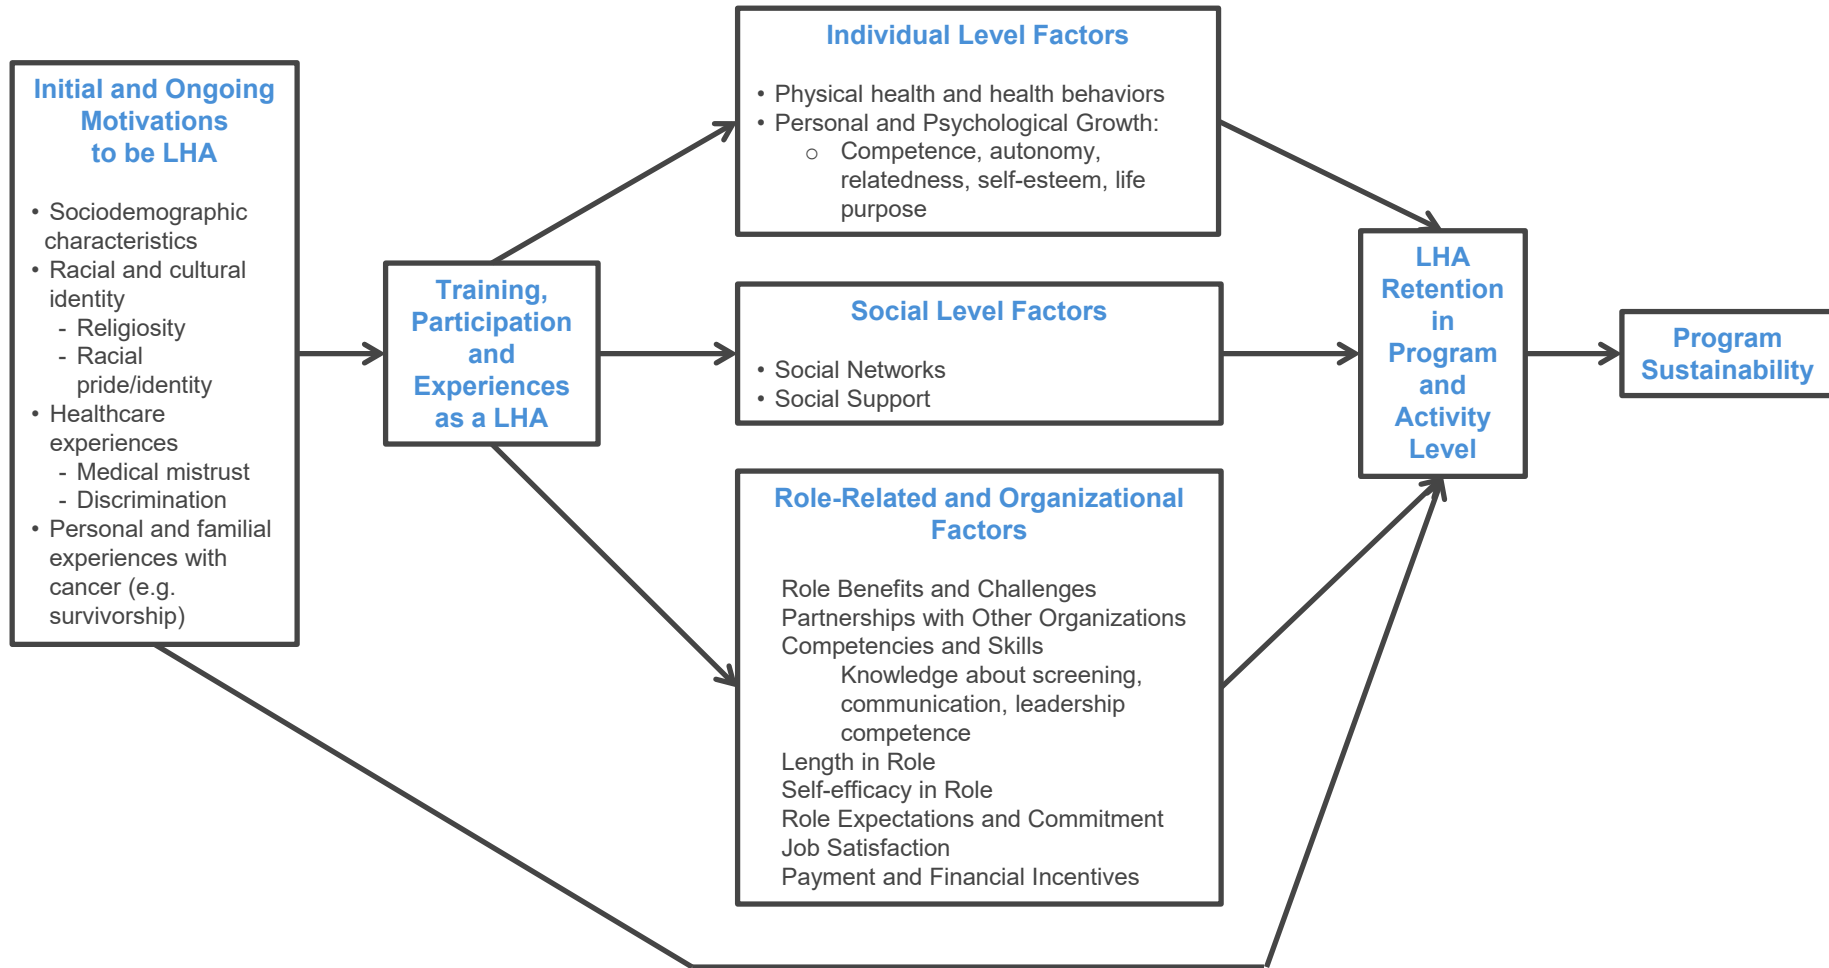 Initial and Ongoing
Motivations
to be LHA
• Sociodemographic
characteristics
• Racial and cultural
identity
- Religiosity
- Racial
pride/identity
• Healthcare
experiences
- Medical mistrust
- Discrimination
• Personal and familial
experiences with
cancer (e.g.
survivorship)
Training,
Participation
and
Experiences
as a LHA
Individual Level Factors
• Physical health and health behaviors
• Personal and Psychological Growth:
o Competence, autonomy,
relatedness, self-esteem, life
purpose
Social Level Factors
• Social Networks
• Social Support
Role-Related and Organizational
Factors
Role Benefits and Challenges
Partnerships with Other Organizations
Competencies and Skills
Knowledge about screening,
communication, leadership
competence
Length in Role
Self-efficacy in Role
Role Expectations and Commitment
Job Satisfaction
Payment and Financial Incentives
LHA
Retention
in
Program
and
Activity
Level
Program
Sustainability